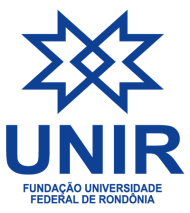 UNIR
FUNDAÇÃO UNIVERSIDADE
FEDERAL DE RONDÔNIA